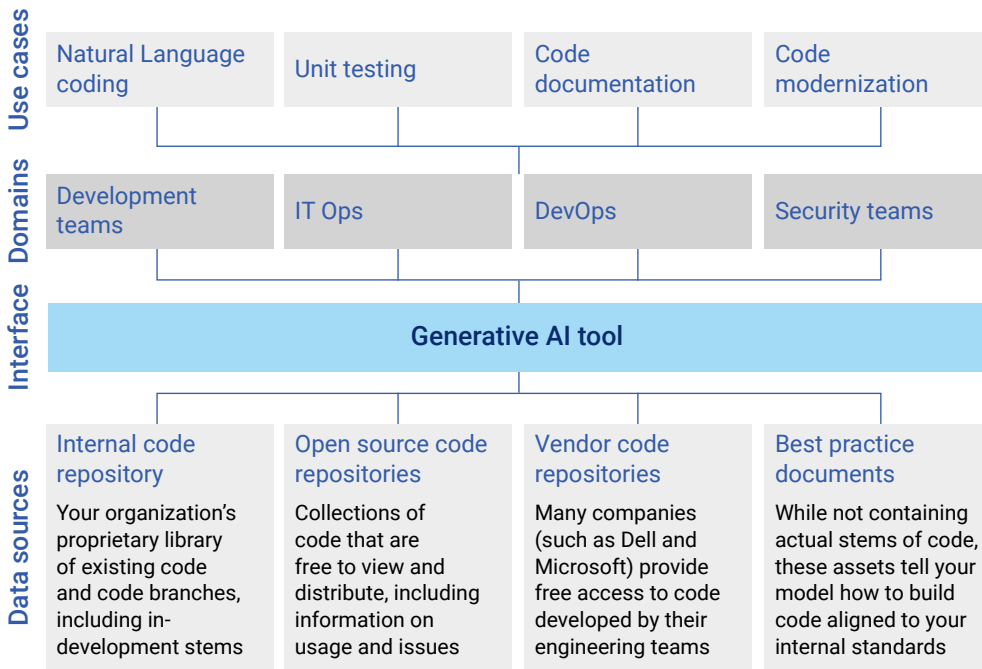 Use cases
Natural Language
coding
Unit testing
Code
documentation
Code
modernization
Domains
Development
teams
IT Ops
DevOps
Security teams
Interface
Generative AI tool
Data sources
Internal code
repository
Your organization’s
proprietary library
of existing code
and code branches,
including in-
development stems
Open source code
repositories
Collections of
code that are
free to view and
distribute, including
information on
usage and issues
Vendor code
repositories
Many companies
(such as Dell and
Microsoft) provide
free access to code
developed by their
engineering teams
Best practice
documents
While not containing
actual stems of code,
these assets tell your
model how to build
code aligned to your
internal standards